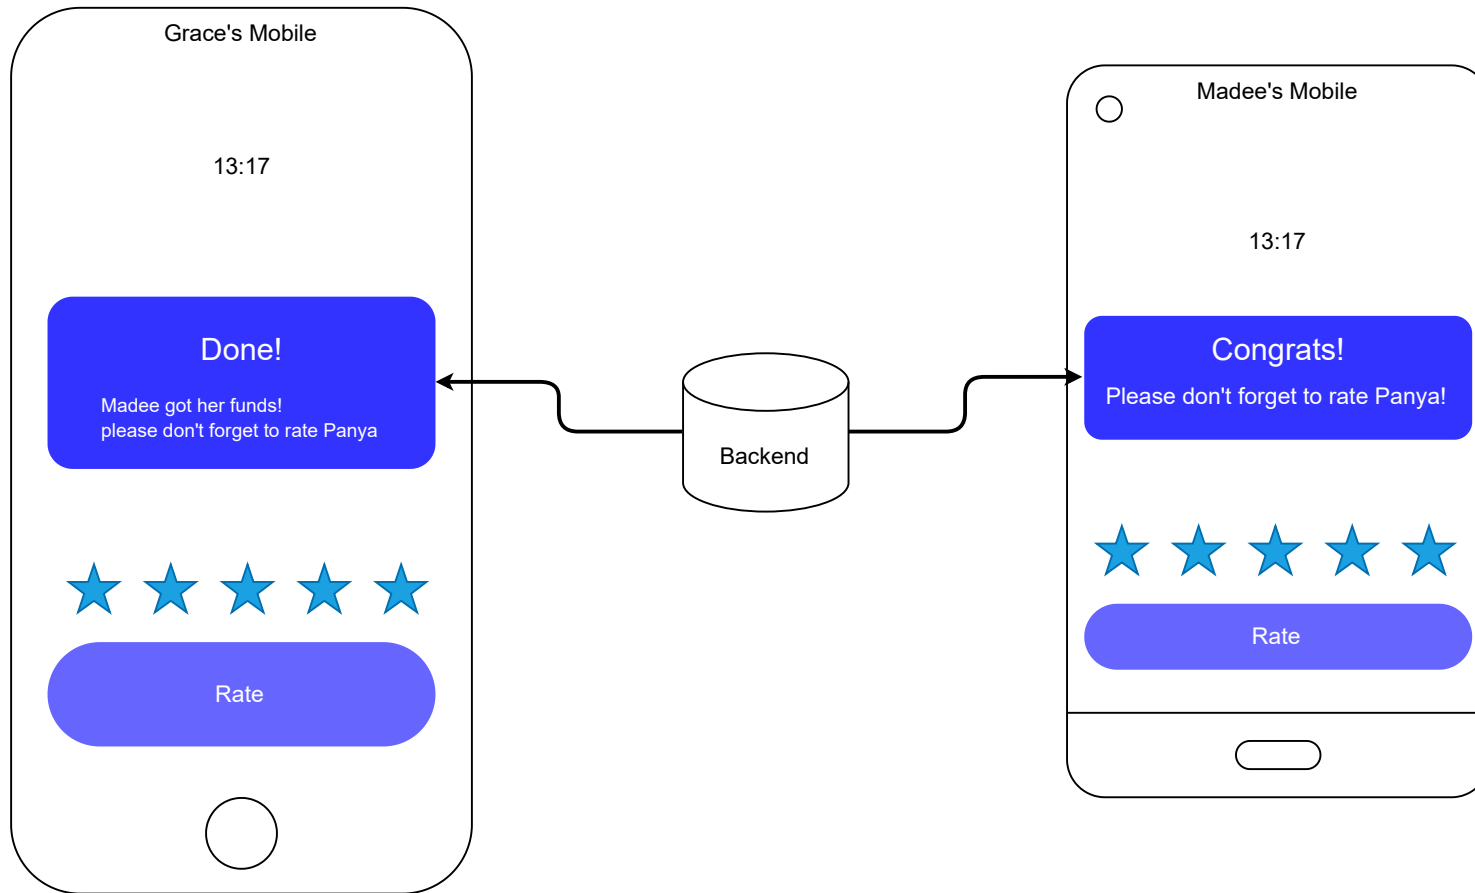 Grace's Mobile
13:17
Done!
Madee got her funds!
please don't forget to rate Panya
Rate
Backend
Madee's Mobile
13:17
Congrats!
Please don't forget to rate Panya!
Rate